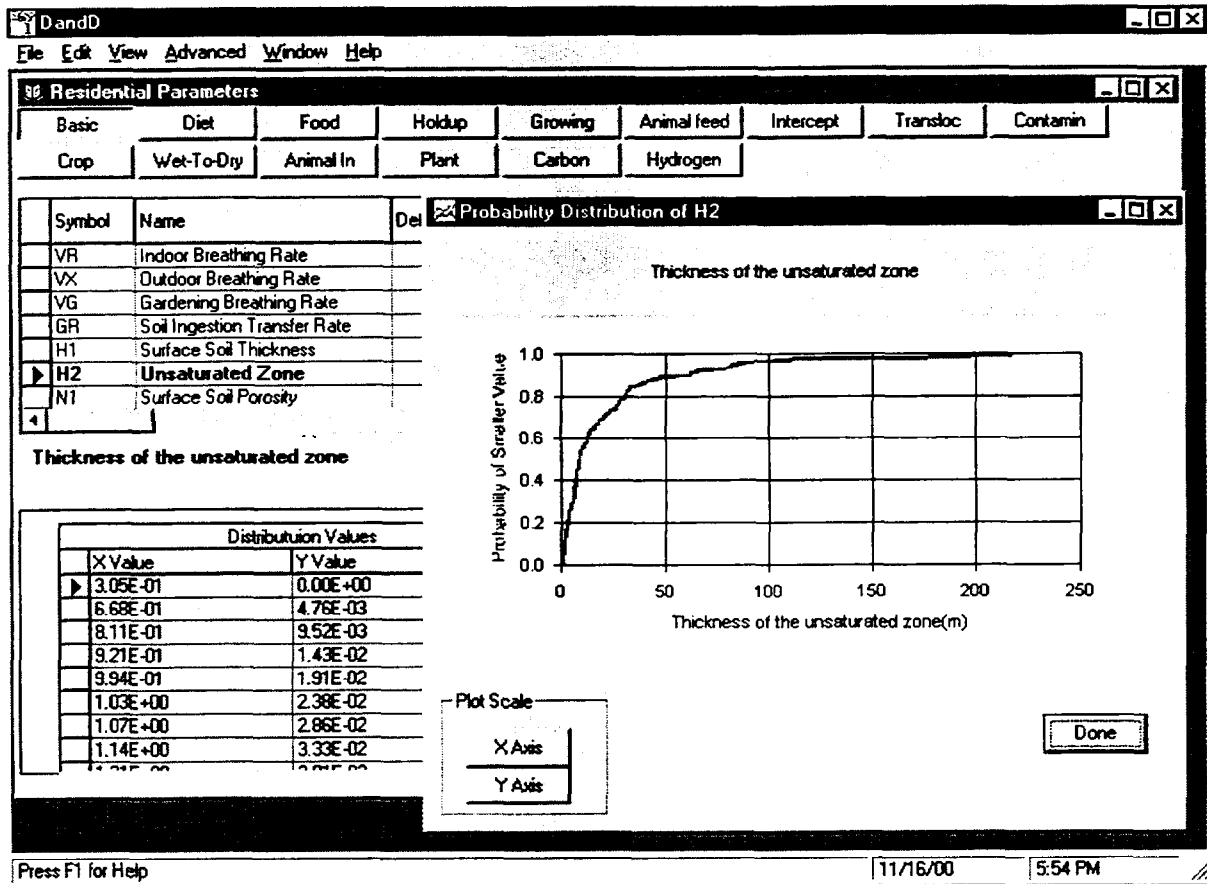 DandD
File Edit View Advanced Window Help
Residential Parameters
Basic Diet Food Holdup Growing Animal feed Intercept Transloc Contamin
Crop Wet-To-Dry Animal In Plant Carbon Hydrogen
Symbol Name Del
VR Indoor Breathing Rate
VX Outdoor Breathing Rate
VG Gardening Breathing Rate
GR Soil Ingestion Transfer Rate
H1 Surface Soil Thickness
H2 Unsaturated Zone
N1 Surface Soil Porosity
Thickness of the unsaturated zone
Distributuion Values
X Value Y Value
3.05E-01 0.00E+00
6.68E-01 4.76E-03
8.11E-01 9.52E-03
9.21E-01 1.43E-02
9.94E-01 1.91E-02
1.03E+00 2.38E-02
1.07E+00 2.86E-02
1.14E+00 3.33E-02
Probability Distribution of H2
Thickness of the unsaturated zone
Probability of Smaller Value
1.0
0.8
0.6
0.4
0.2
0.0
0 50 100 150 200 250
Thickness of the unsaturated zone(m)
Plot Scale
X Axis
Y Axis
Done
Press F1 for Help 11/16/00 5:54 PM